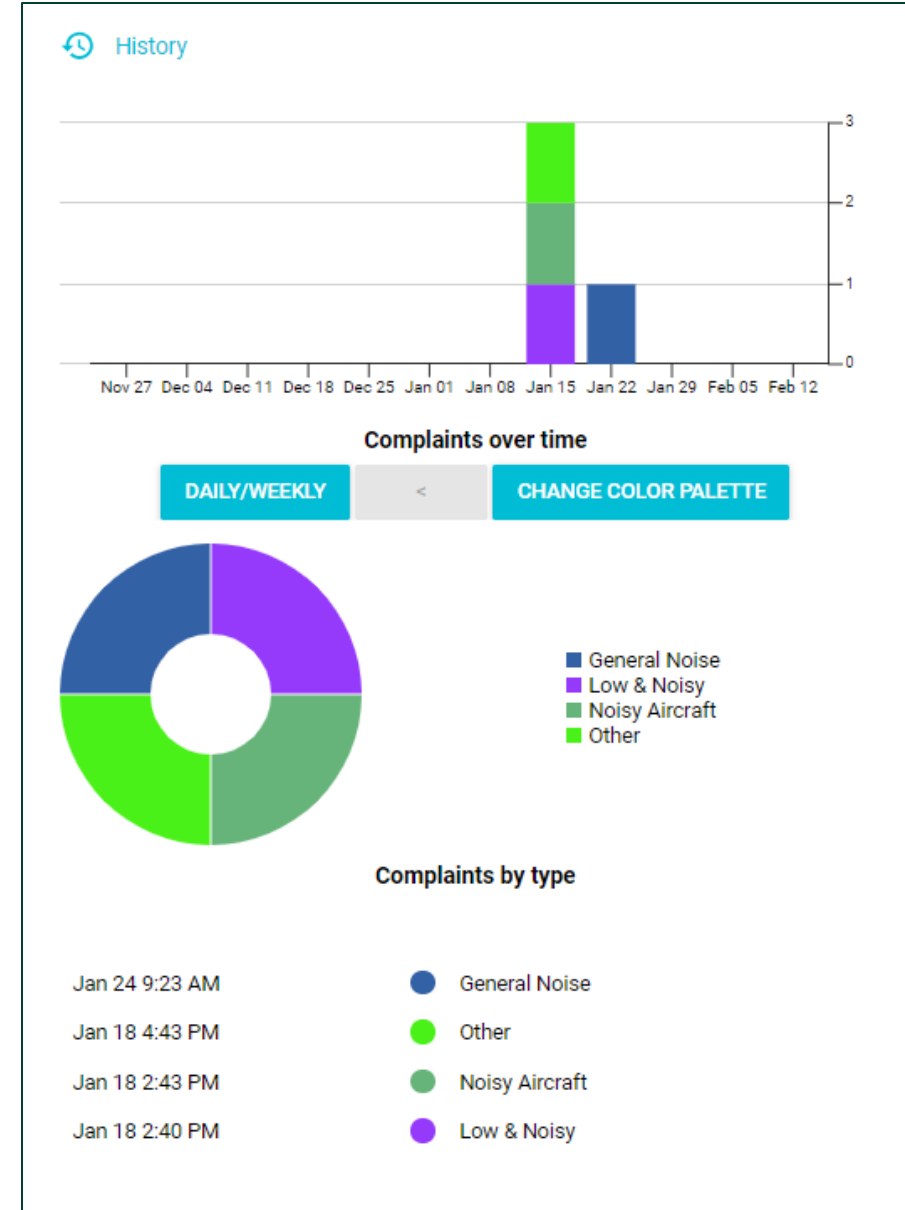 History
3
2
1
0
Nov 27 Dec 04 Dec 11 Dec 18 Dec 25 Jan 01 Jan 08 Jan 15 Jan 22 Jan 29 Feb 05 Feb 12
Complaints over time
DAILY/WEEKLY < CHANGE COLOR PALETTE
General Noise
Low & Noisy
Noisy Aircraft
Other
Complaints by type
Jan 24 9:23 AM General Noise
Jan 18 4:43 PM Other
Jan 18 2:43 PM Noisy Aircraft
Jan 18 2:40 PM Low & Noisy